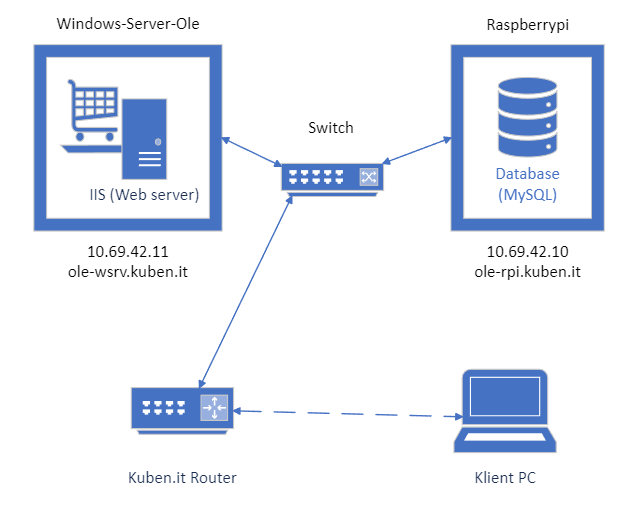 Windows-Server-Ole
Raspberrypi
Switch
IIS (Web server)
Database
(MySQL)
10.69.42.11
ole-wsrv.kuben.it
10.69.42.10
ole-rpi.kuben.it
Kuben.it Router
Klient PC